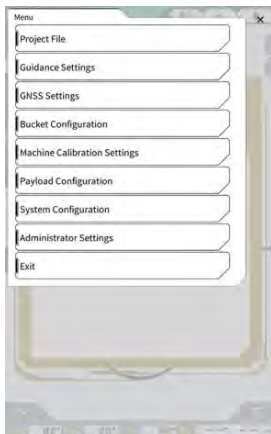 Menu
×
Project File
Guidance Settings
GNSS Settings
Bucket Configuration
Machine Calibration Settings
Payload Configuration
System Configuration
Administrator Settings
Exit